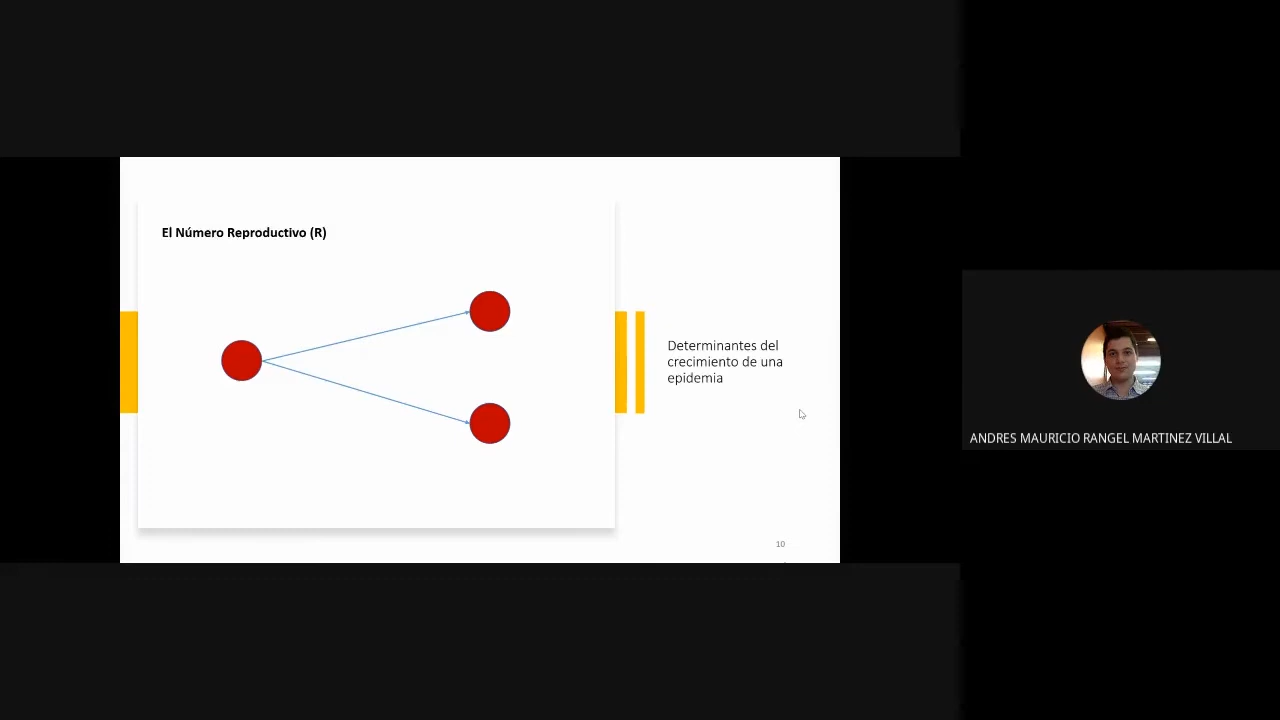 El Número Reproductivo (R)
Determinantes del
crecimiento de una
epidemia
10
ANDRES MAURICIO RANGEL MARTINEZ VILLAL